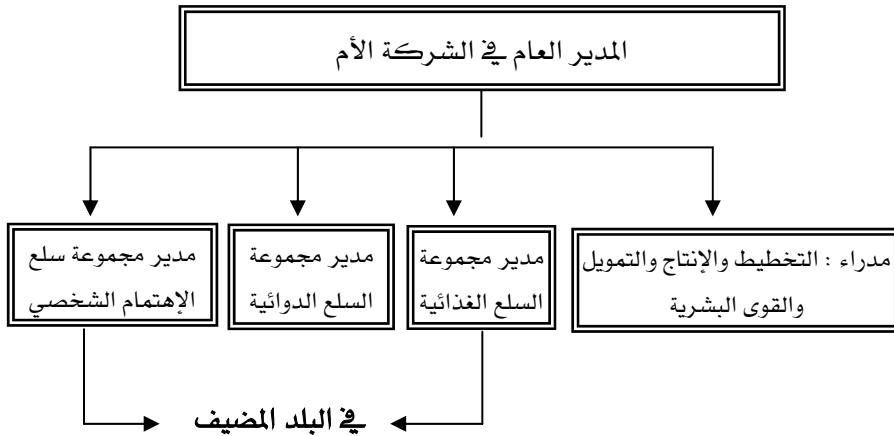 المدير العام في الشركة الأم
مدراء : التخطيط والإنتاج والتمويل
والقوى البشرية
مدير مجموعة
السلع الغذائية
مدير مجموعة
السلع الدوائية
مدير مجموعة سلع
الإهتمام الشخصي
في البلد المضيف